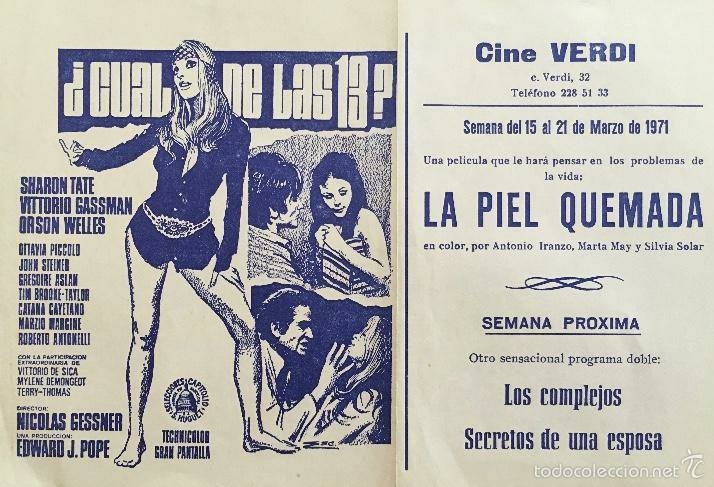 ¿CUAL DE LAS 13?
SHARON TATE
VITTORIO GASSMAN
ORSON WELLES
OTTAVIA PICCOLO
JOHN STEINER
GREGOIRE ASLAN
TIM BROOKE-TAYLOR
CATANA CAYETANO
MARZIO MARGINE
ROBERTO ANTONELLI
CON LA PARTICIPACION
EXTRAORDINARIA DE
VITTORIO DE SICA
MYLENE DEMONGEOT
TERRY-THOMAS
DIRECTOR:
NICOLAS GESSNER
UNA PRODUCCION:
EDWARD J. POPE
SELECCIONES CAPITOLIO
S. HUGUET
TECHNICOLOR
GRAN PANTALLA
Cine VERDI
c. Verdi, 32
Teléfono 228 51 33
Semana del 15 al 21 de Marzo de 1971
Una película que le hará pensar en los problemas de
la vida:
LA PIEL QUEMADA
en color, por Antonio Iranzo, Marta May y Silvia Solar
SEMANA PROXIMA
Otro sensacional programa doble:
Los complejos
Secretos de una esposa
todocoleccion.net